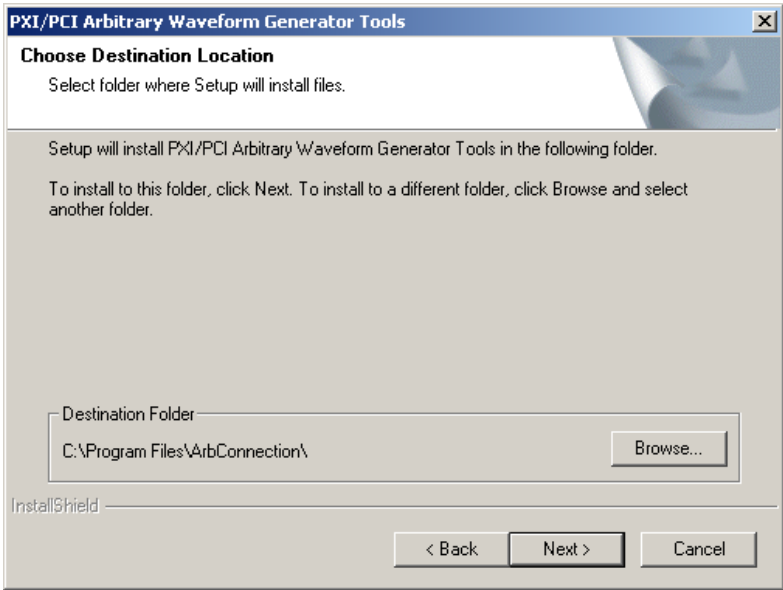 PXI/PCI Arbitrary Waveform Generator Tools
Choose Destination Location
Select folder where Setup will install files.
Setup will install PXI/PCI Arbitrary Waveform Generator Tools in the following folder.
To install to this folder, click Next. To install to a different folder, click Browse and select
another folder.
Destination Folder
C:\Program Files\ArbConnection\
Browse...
InstallShield
< Back
Next >
Cancel